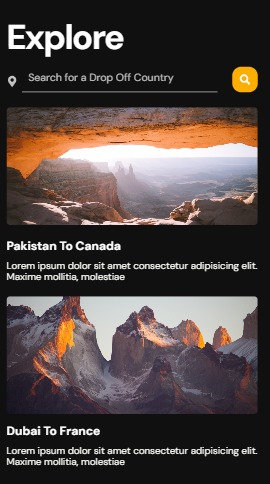 Explore
Search for a Drop Off Country
Pakistan To Canada
Lorem ipsum dolor sit amet consectetur adipisicing elit.
Maxime mollitia, molestiae
Dubai To France
Lorem ipsum dolor sit amet consectetur adipisicing elit.
Maxime mollitia, molestiae